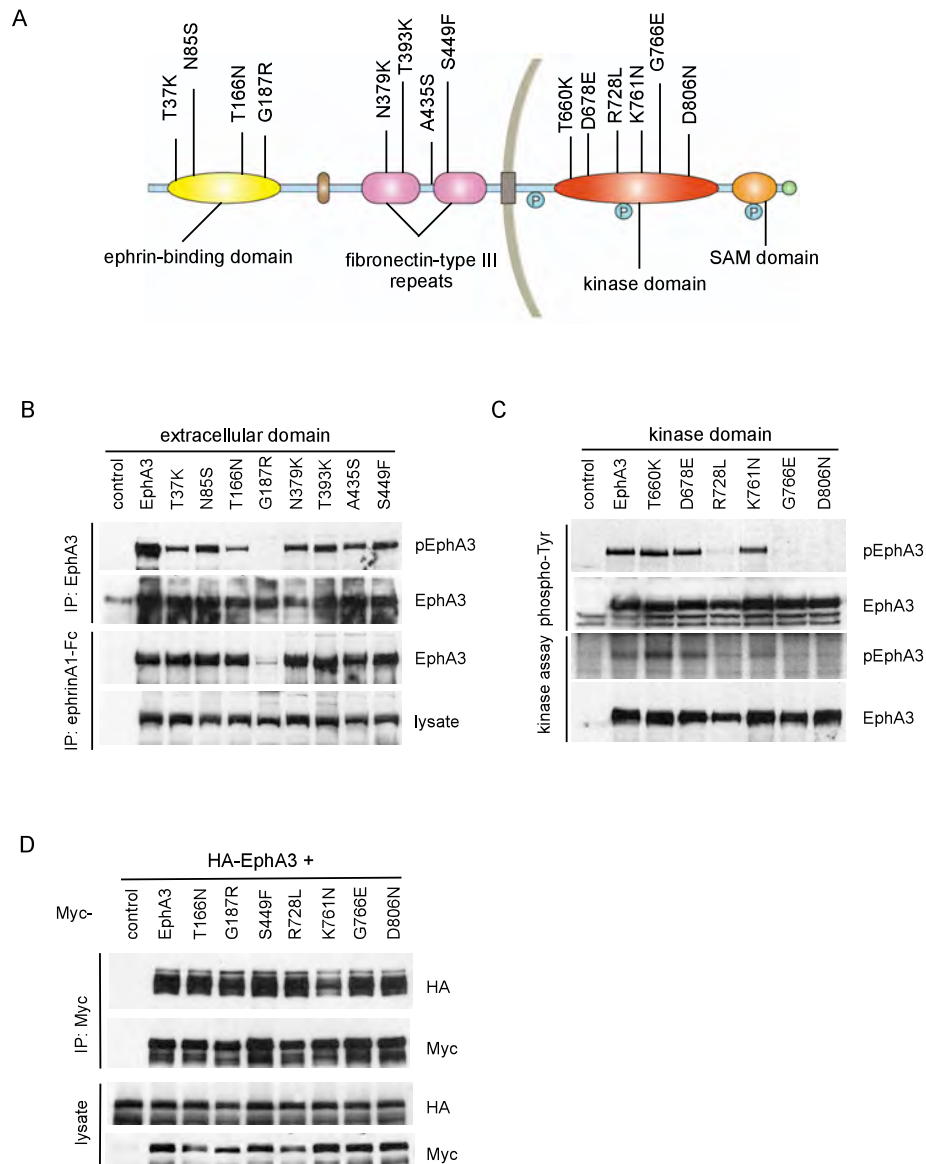 A
T37K
N85S
T166N
G187R
N379K
T393K
A435S
S449F
T660K
D678E
R728L
K761N
G766E
D806N
P
P
P
ephrin-binding domain
fibronectin-type III
repeats
kinase domain
SAM domain
B
extracellular domain
control
EphA3
T37K
N85S
T166N
G187R
N379K
T393K
A435S
S449F
IP: EphA3
pEphA3
EphA3
IP: ephrinA1-Fc
EphA3
lysate
C
kinase domain
control
EphA3
T660K
D678E
R728L
K761N
G766E
D806N
phospho-Tyr
pEphA3
EphA3
kinase assay
pEphA3
EphA3
D
HA-EphA3 +
Myc-
control
EphA3
T166N
G187R
S449F
R728L
K761N
G766E
D806N
IP: Myc
HA
Myc
lysate
HA
Myc